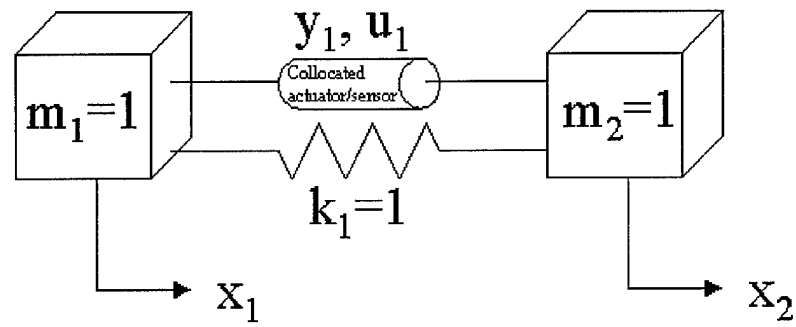 y₁, u₁
Collocated
actuator/sensor
m₁=1
m₂=1
k₁=1
x₁
x₂